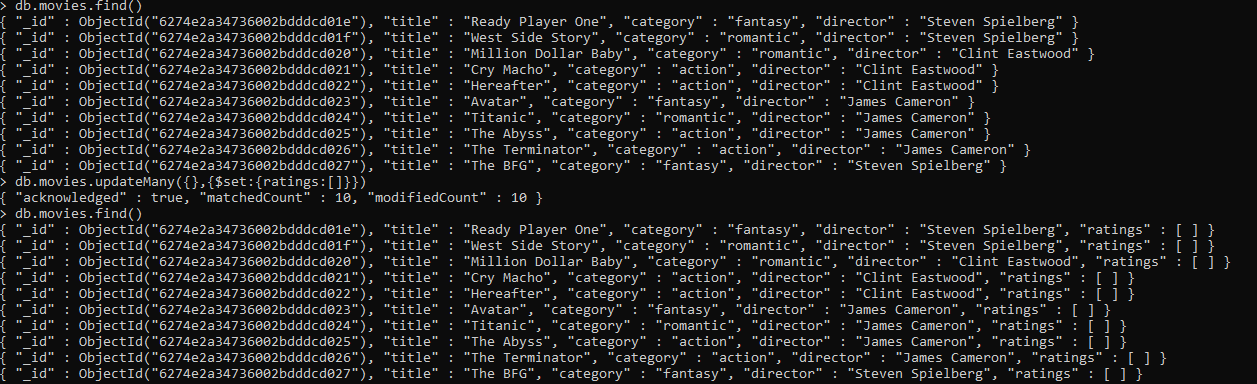 > db.movies.find()
{ "_id" : ObjectId("6274e2a34736002bdddcd01e"), "title" : "Ready Player One", "category" : "fantasy", "director" : "Steven Spielberg" }
{ "_id" : ObjectId("6274e2a34736002bdddcd01f"), "title" : "West Side Story", "category" : "romantic", "director" : "Steven Spielberg" }
{ "_id" : ObjectId("6274e2a34736002bdddcd020"), "title" : "Million Dollar Baby", "category" : "romantic", "director" : "Clint Eastwood" }
{ "_id" : ObjectId("6274e2a34736002bdddcd021"), "title" : "Cry Macho", "category" : "action", "director" : "Clint Eastwood" }
{ "_id" : ObjectId("6274e2a34736002bdddcd022"), "title" : "Hereafter", "category" : "action", "director" : "Clint Eastwood" }
{ "_id" : ObjectId("6274e2a34736002bdddcd023"), "title" : "Avatar", "category" : "fantasy", "director" : "James Cameron" }
{ "_id" : ObjectId("6274e2a34736002bdddcd024"), "title" : "Titanic", "category" : "romantic", "director" : "James Cameron" }
{ "_id" : ObjectId("6274e2a34736002bdddcd025"), "title" : "The Abyss", "category" : "action", "director" : "James Cameron" }
{ "_id" : ObjectId("6274e2a34736002bdddcd026"), "title" : "The Terminator", "category" : "action", "director" : "James Cameron" }
{ "_id" : ObjectId("6274e2a34736002bdddcd027"), "title" : "The BFG", "category" : "fantasy", "director" : "Steven Spielberg" }
> db.movies.updateMany({},{$set:{ratings:[]}})
{ "acknowledged" : true, "matchedCount" : 10, "modifiedCount" : 10 }
> db.movies.find()
{ "_id" : ObjectId("6274e2a34736002bdddcd01e"), "title" : "Ready Player One", "category" : "fantasy", "director" : "Steven Spielberg", "ratings" : [ ] }
{ "_id" : ObjectId("6274e2a34736002bdddcd01f"), "title" : "West Side Story", "category" : "romantic", "director" : "Steven Spielberg", "ratings" : [ ] }
{ "_id" : ObjectId("6274e2a34736002bdddcd020"), "title" : "Million Dollar Baby", "category" : "romantic", "director" : "Clint Eastwood", "ratings" : [ ] }
{ "_id" : ObjectId("6274e2a34736002bdddcd021"), "title" : "Cry Macho", "category" : "action", "director" : "Clint Eastwood", "ratings" : [ ] }
{ "_id" : ObjectId("6274e2a34736002bdddcd022"), "title" : "Hereafter", "category" : "action", "director" : "Clint Eastwood", "ratings" : [ ] }
{ "_id" : ObjectId("6274e2a34736002bdddcd023"), "title" : "Avatar", "category" : "fantasy", "director" : "James Cameron", "ratings" : [ ] }
{ "_id" : ObjectId("6274e2a34736002bdddcd024"), "title" : "Titanic", "category" : "romantic", "director" : "James Cameron", "ratings" : [ ] }
{ "_id" : ObjectId("6274e2a34736002bdddcd025"), "title" : "The Abyss", "category" : "action", "director" : "James Cameron", "ratings" : [ ] }
{ "_id" : ObjectId("6274e2a34736002bdddcd026"), "title" : "The Terminator", "category" : "action", "director" : "James Cameron", "ratings" : [ ] }
{ "_id" : ObjectId("6274e2a34736002bdddcd027"), "title" : "The BFG", "category" : "fantasy", "director" : "Steven Spielberg", "ratings" : [ ] }